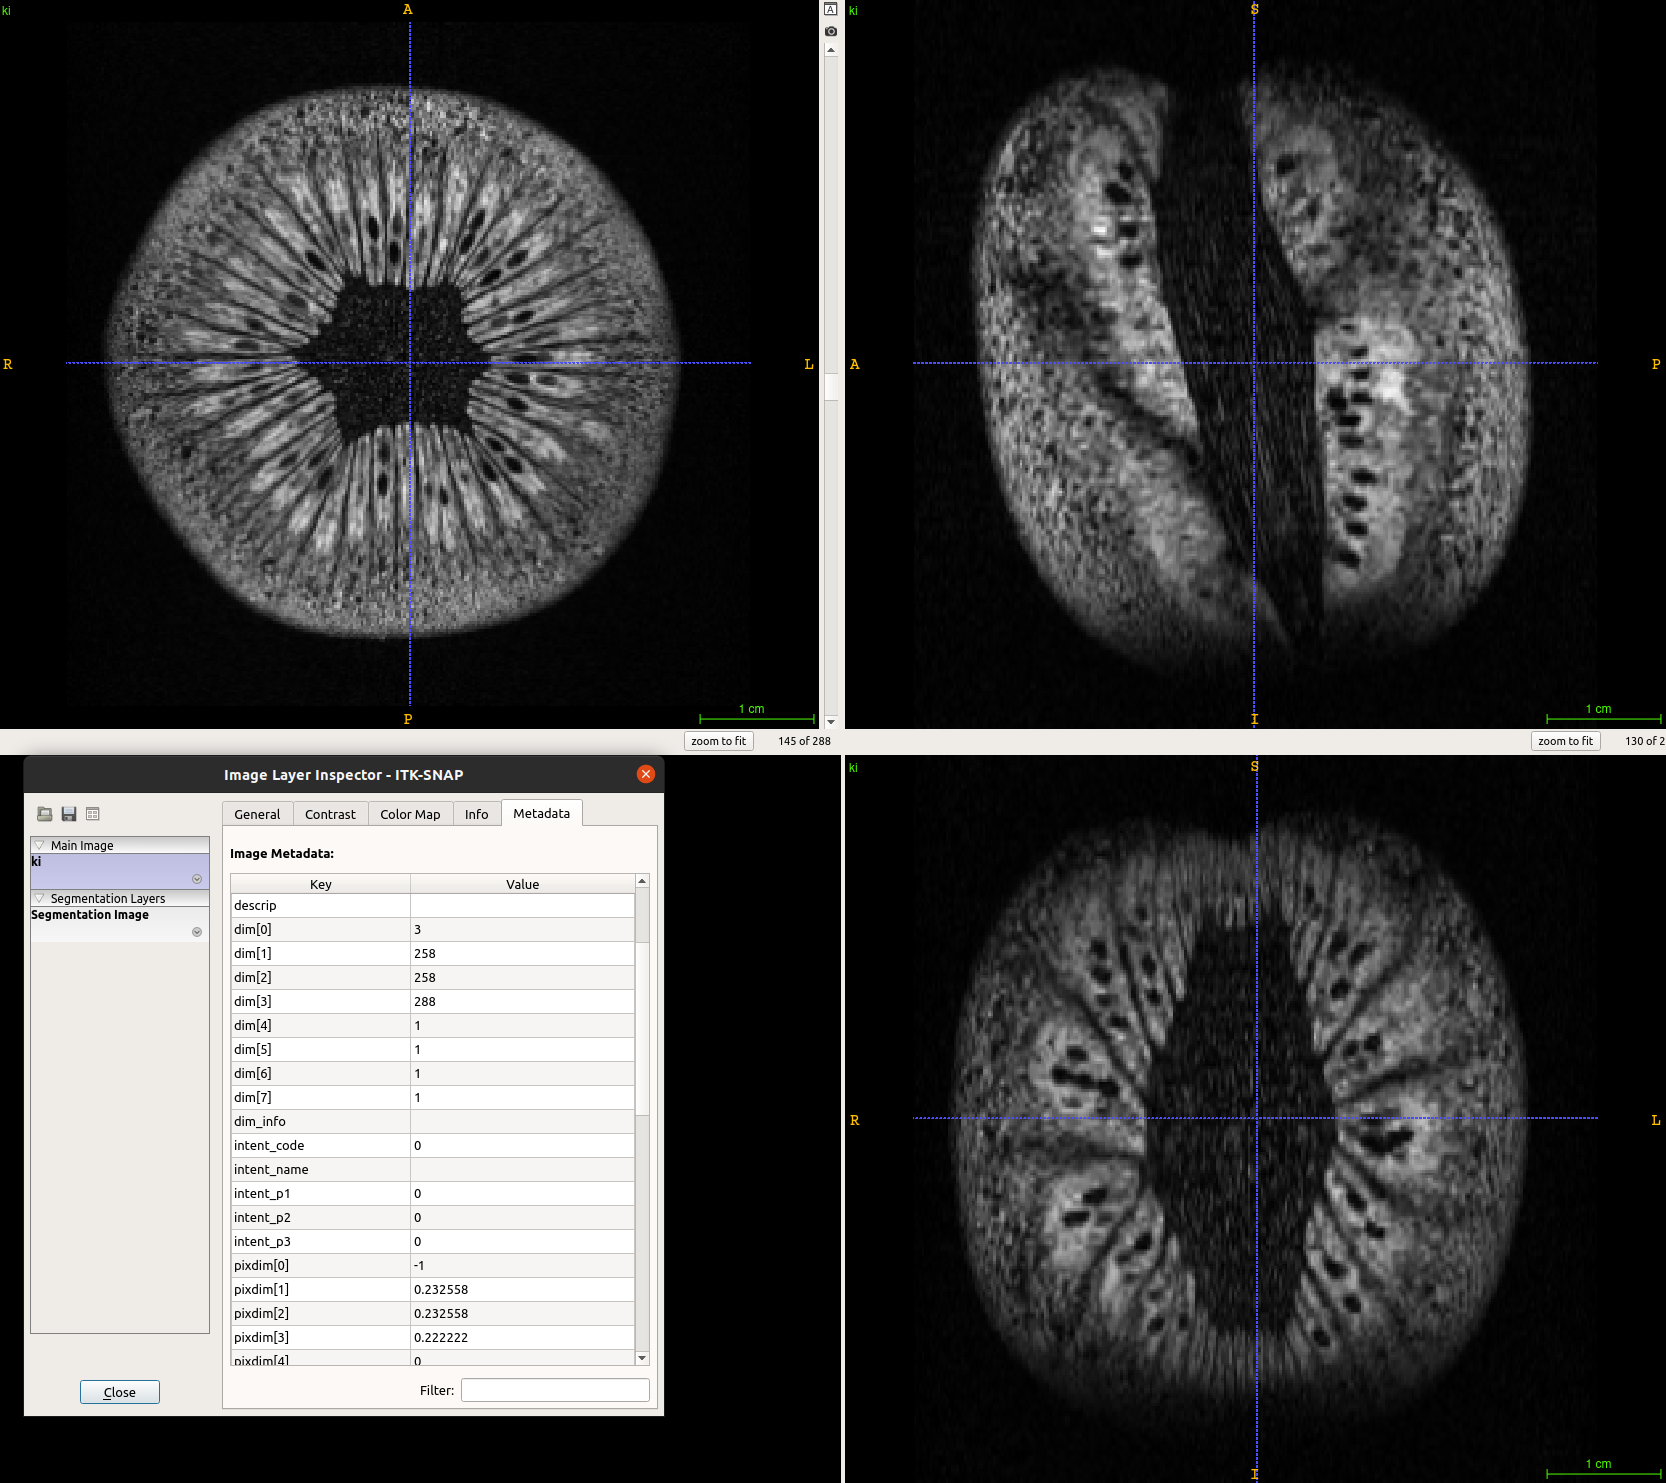 ki
A
R
L
P
1 cm
A
zoom to fit
145 of 288
ki
S
A
P
I
1 cm
zoom to fit
130 of 2
Image Layer Inspector - ITK-SNAP
General
Contrast
Color Map
Info
Metadata
Main Image
ki
Segmentation Layers
Segmentation Image
Image Metadata:
Key Value
descrip
dim[0] 3
dim[1] 258
dim[2] 258
dim[3] 288
dim[4] 1
dim[5] 1
dim[6] 1
dim[7] 1
dim_info
intent_code 0
intent_name
intent_p1 0
intent_p2 0
intent_p3 0
pixdim[0] -1
pixdim[1] 0.232558
pixdim[2] 0.232558
pixdim[3] 0.222222
pixdim[4] 0
Filter:
Close
ki
S
R
L
I
1 cm